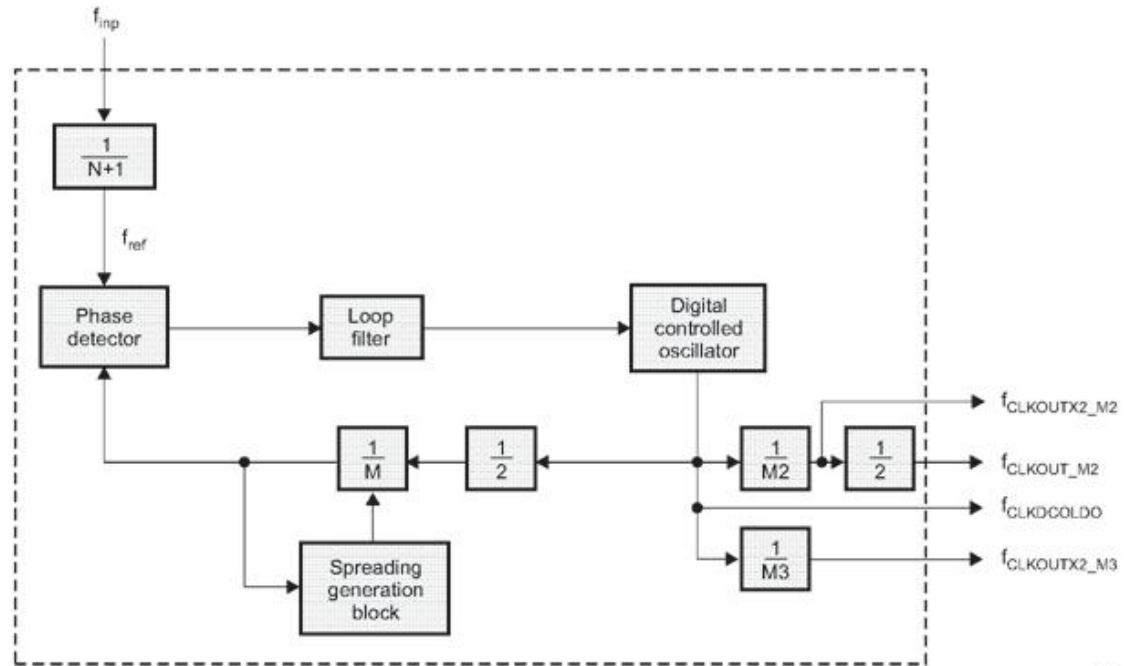 f_inp
1
N+1
f_ref
Phase
detector
Loop
filter
Digital
controlled
oscillator
f_CLKOUTX2_M2
1
M
1
2
1
M2
1
2
f_CLKOUT_M2
f_CLKDCOLDO
Spreading
generation
block
1
M3
f_CLKOUTX2_M3